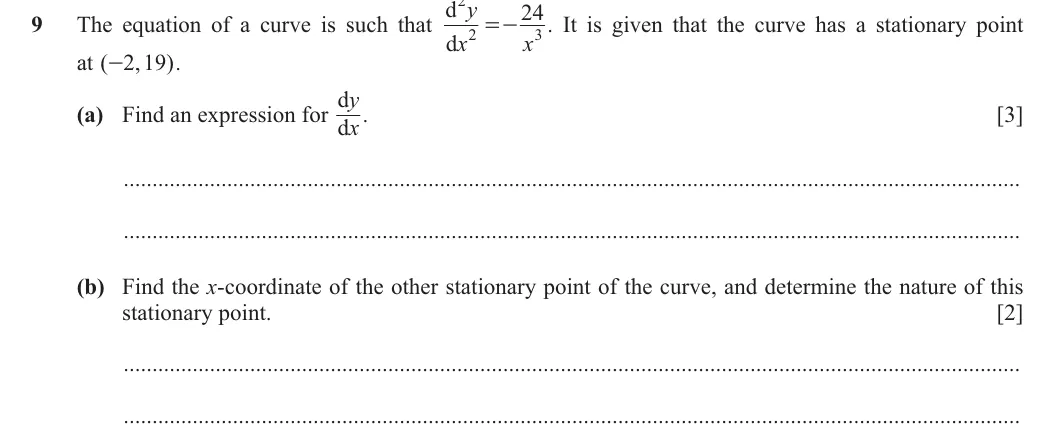 9 The equation of a curve is such that d²y/dx² = −24/x³. It is given that the curve has a stationary point
at (−2, 19).
(a) Find an expression for dy/dx. [3]
(b) Find the x-coordinate of the other stationary point of the curve, and determine the nature of this
stationary point. [2]